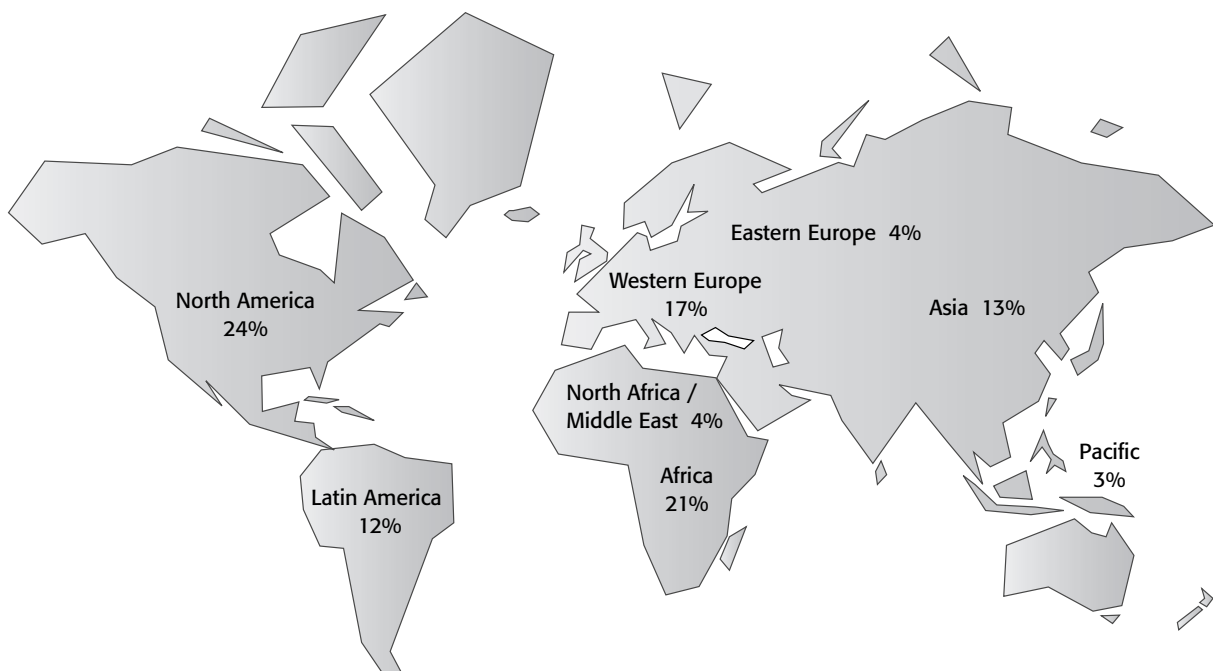 Eastern Europe 4%
Western Europe
17%
North America
24%
Asia 13%
North Africa /
Middle East 4%
Pacific
3%
Africa
21%
Latin America
12%